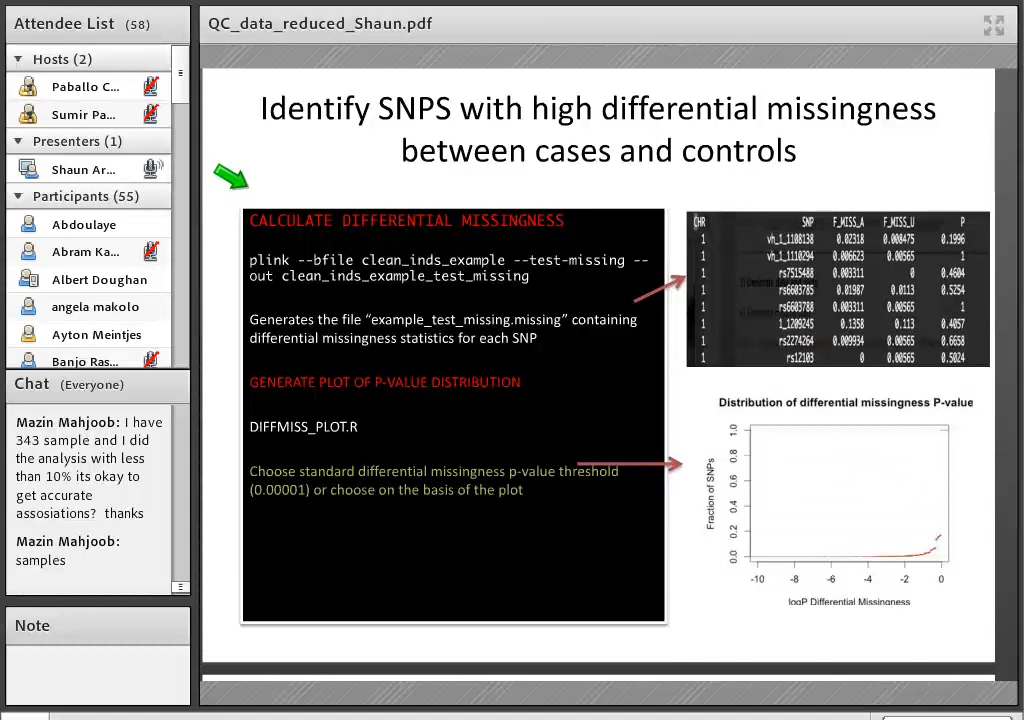 Attendee List (58)
Hosts (2)
Paballo C...
Sumir Pa...
Presenters (1)
Shaun Ar...
Participants (55)
Abdoulaye
Abram Ka...
Albert Doughan
angela makolo
Ayton Meintjes
Banjo Ras...
Chat (Everyone)
Mazin Mahjoob: I have
343 sample and I did
the analysis with less
than 10% its okay to
get accurate
assosiations? thanks
Mazin Mahjoob:
samples
Note
QC_data_reduced_Shaun.pdf
Identify SNPS with high differential missingness
between cases and controls
CALCULATE DIFFERENTIAL MISSINGNESS
plink --bfile clean_inds_example --test-missing --
out clean_inds_example_test_missing
Generates the file “example_test_missing.missing” containing
differential missingness statistics for each SNP
GENERATE PLOT OF P-VALUE DISTRIBUTION
DIFFMISS_PLOT.R
Choose standard differential missingness p-value threshold
(0.00001) or choose on the basis of the plot
CHR SNP F_MISS_A F_MISS_U P
1 vh_1_1108138 0.02318 0.008475 0.1996
1 vh_1_1110294 0.006623 0.00565 1
1 rs7515488 0.003311 0 0.4604
1 rs6603785 0.01987 0.0113 0.5254
1 rs6603788 0.003311 0.00565 1
1 1_1209245 0.1358 0.113 0.4057
1 rs2274264 0.009934 0.00565 0.6658
1 rs12103 0 0.00565 0.5024
Distribution of differential missingness P-value
Fraction of SNPs
1.0
0.8
0.6
0.4
0.2
0.0
-10 -8 -6 -4 -2 0
logP Differential Missingness